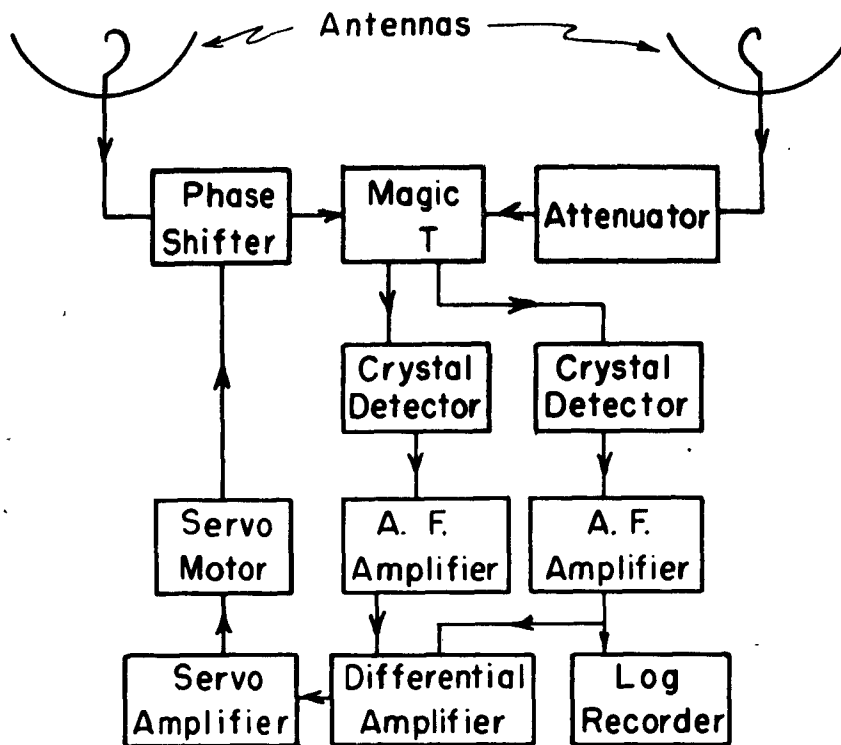 Antennas
Phase
Shifter
Magic
T
Attenuator
Crystal
Detector
Crystal
Detector
Servo
Motor
A. F.
Amplifier
A. F.
Amplifier
Servo
Amplifier
Differential
Amplifier
Log
Recorder